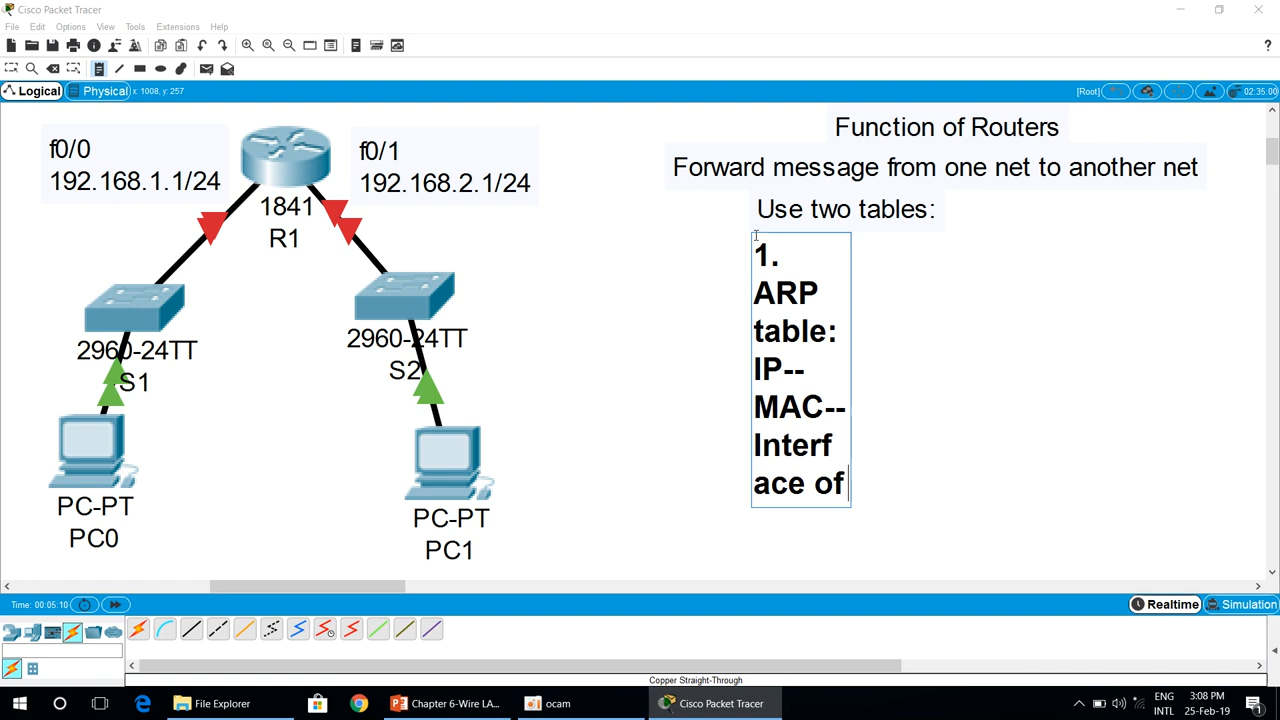 Cisco Packet Tracer
File Edit Options View Tools Extensions Help
?
Logical Physical x: 1008, y: 257 [Root] 02:35:00
Function of Routers
f0/0
192.168.1.1/24
f0/1
192.168.2.1/24
Forward message from one net to another net
1841
R1
Use two tables:
1.
ARP
table:
IP--
MAC--
Interf
ace of
2960-24TT
S1
2960-24TT
S2
PC-PT
PC0
PC-PT
PC1
Time: 00:05:10 Realtime Simulation
Copper Straight-Through
File Explorer Chapter 6-Wire LA... ocam Cisco Packet Tracer
ENG
INTL
3:08 PM
25-Feb-19
1